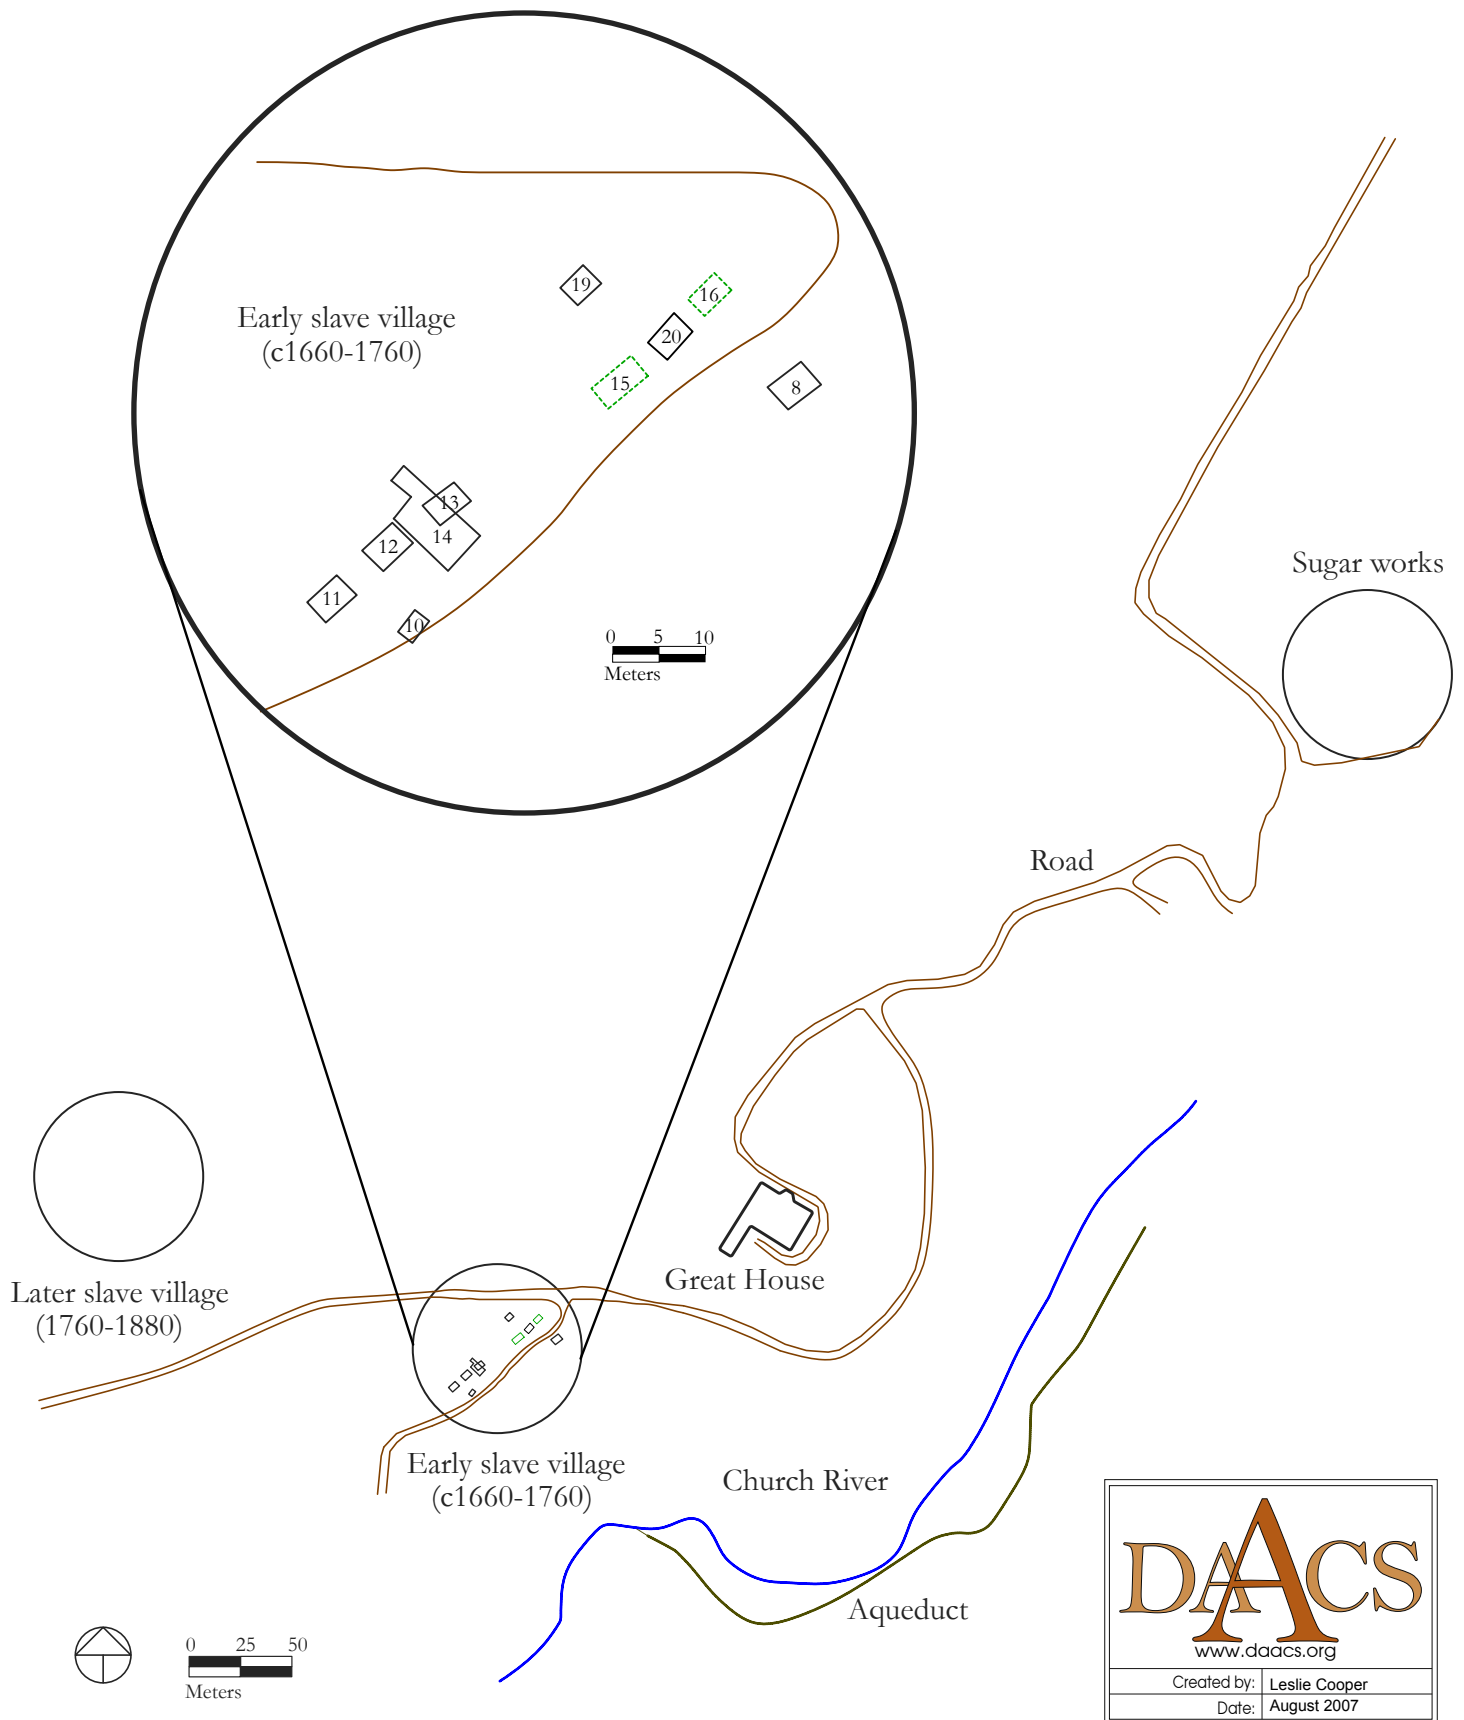 19
16
Early slave village
(c1660-1760)
20
15
8
13
14
12
11
10
0 5 10
Meters
Sugar works
Road
Later slave village
(1760-1880)
Great House
Early slave village
(c1660-1760)
Church River
Aqueduct
0 25 50
Meters
DAACS
www.daacs.org
Created by: Leslie Cooper
Date: August 2007